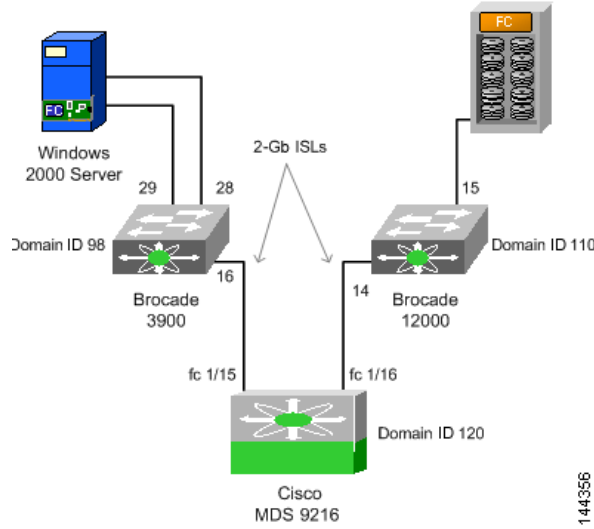 FC
FC
Windows
2000 Server
2-Gb ISLs
29
28
15
Domain ID 98
Domain ID 110
16
14
Brocade
3900
Brocade
12000
fc 1/15
fc 1/16
Domain ID 120
Cisco
MDS 9216
144356